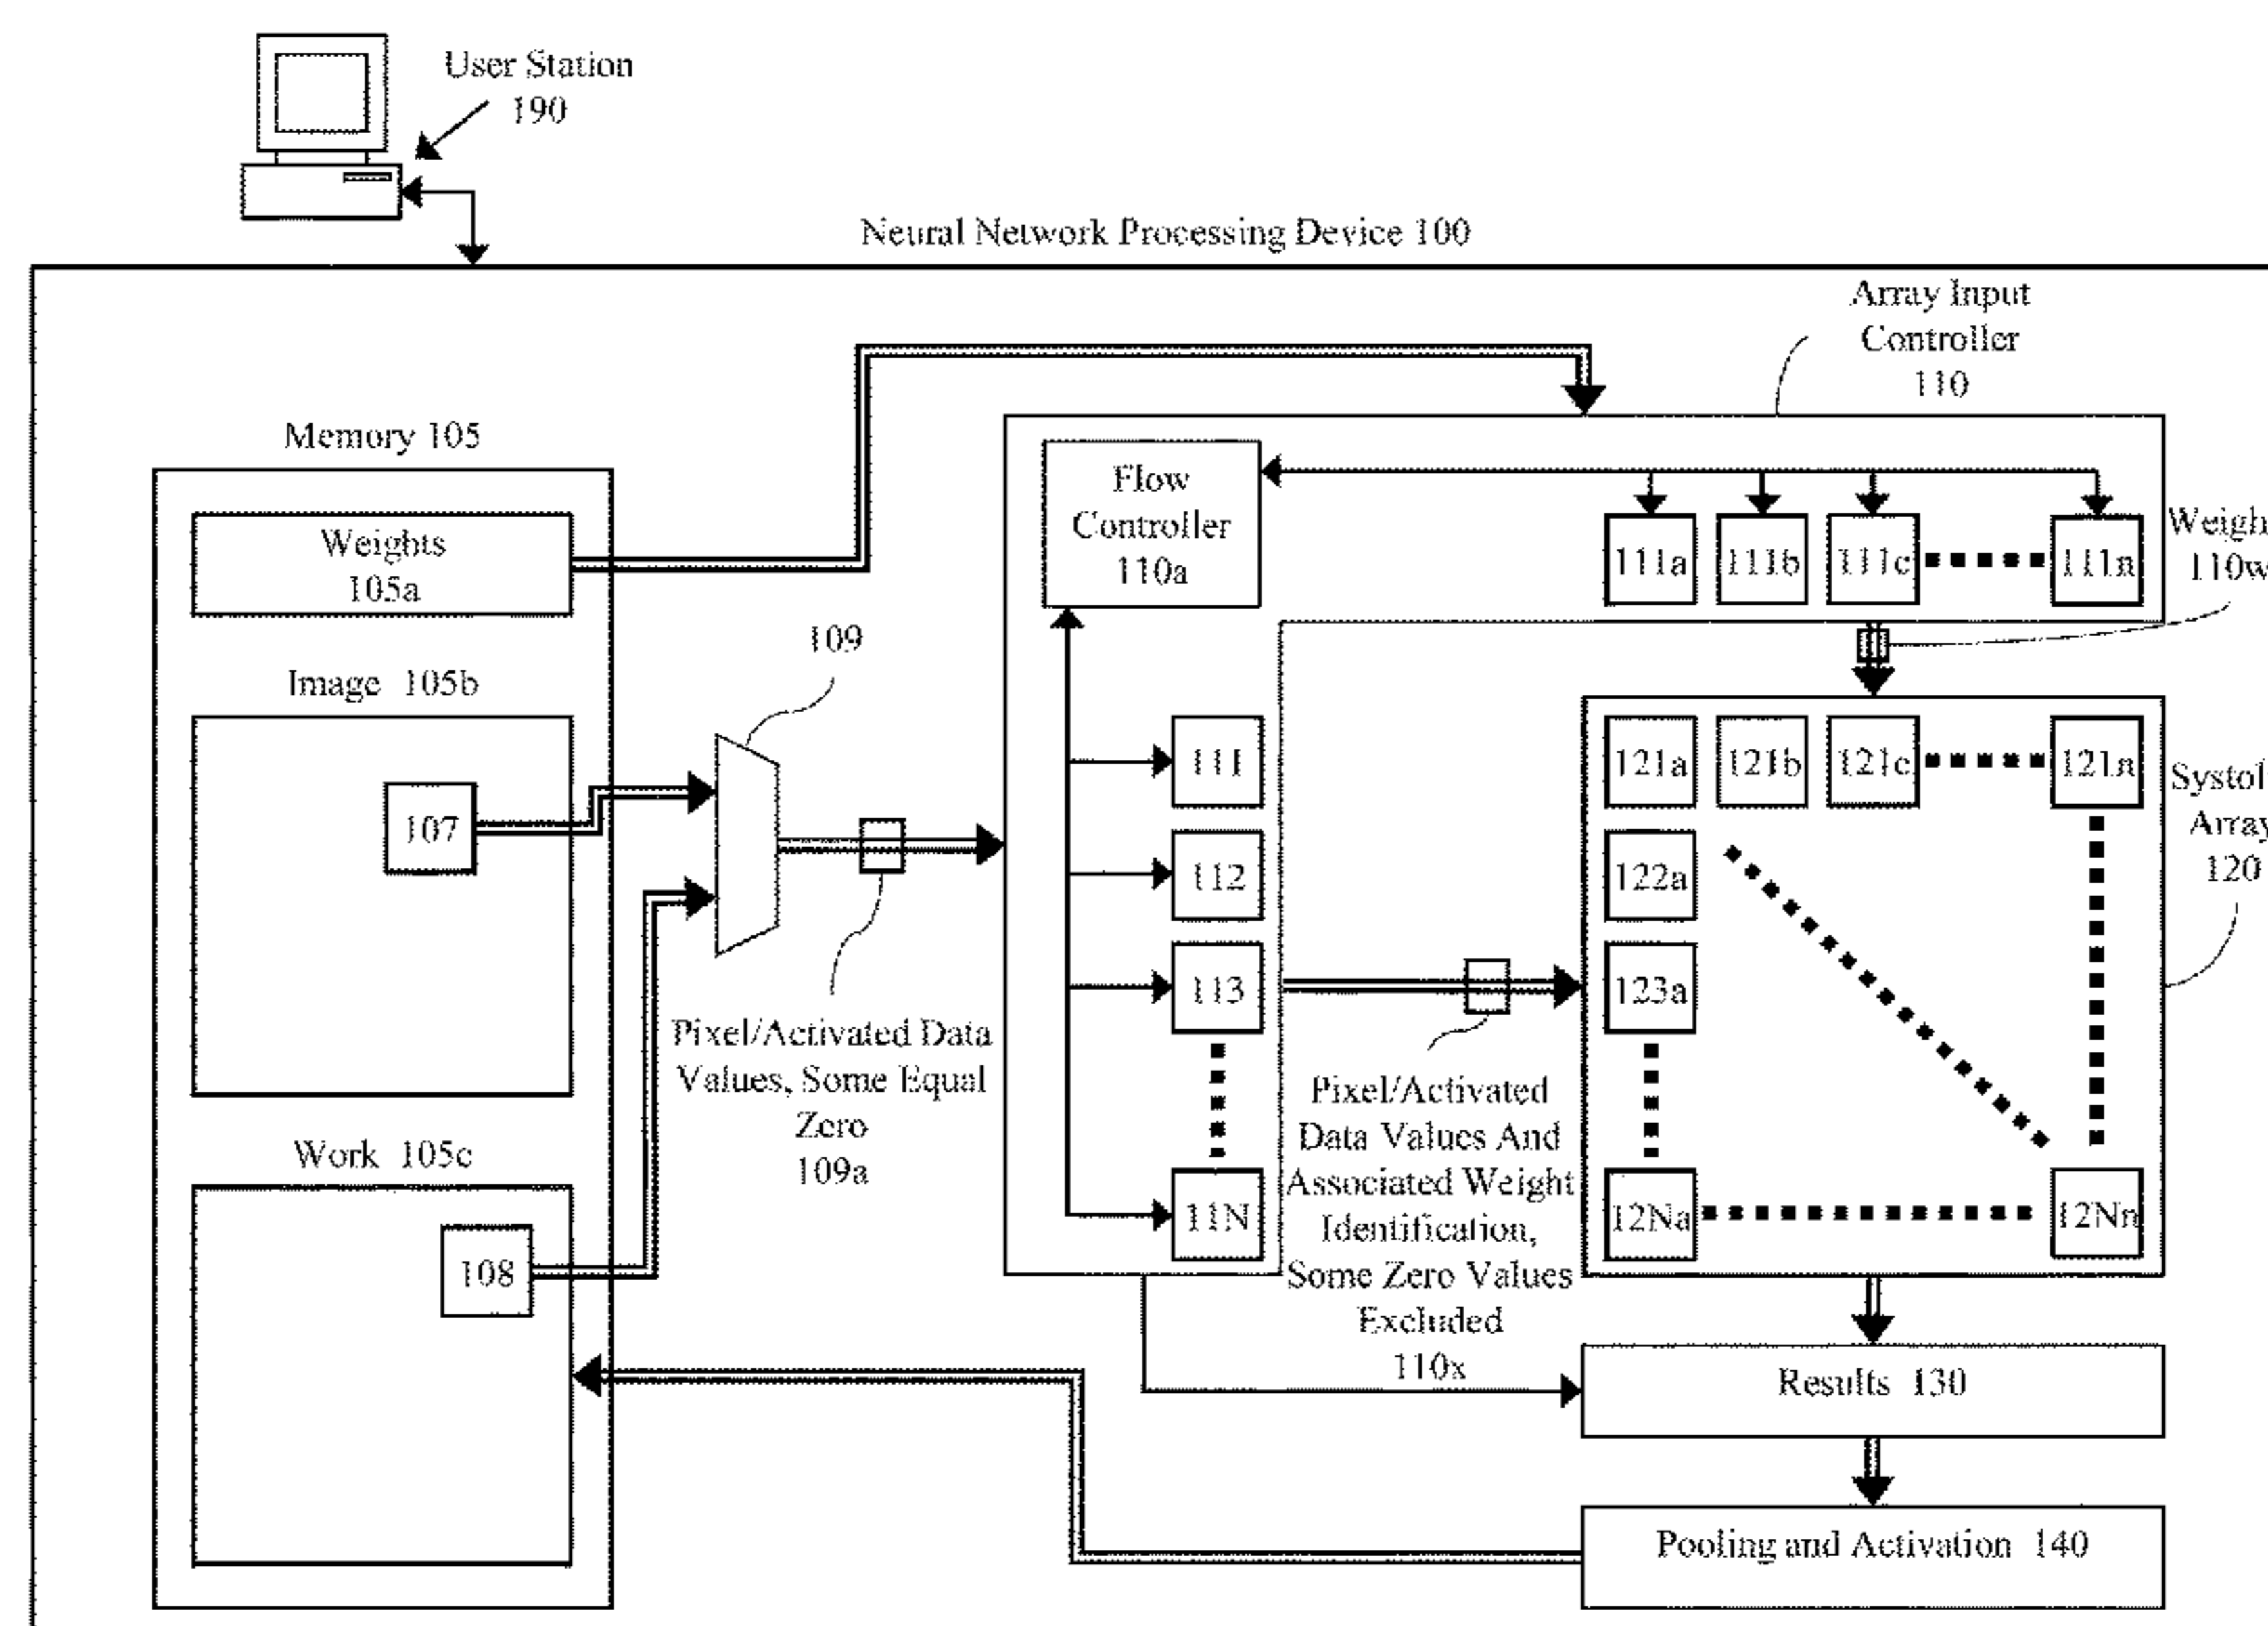 User Station
190
Neural Network Processing Device 100
Array Input
Controller
110
Memory 105
Flow
Controller
110a
Weights
105a
111a 111b 111c 111n
Weigh
110w
Image 105b
109
107
111
112
113
11N
121a 121b 121c 121n
122a
123a
12Na 12Nn
Systol
Array
120
Pixel/Activated Data
Values, Some Equal
Zero
109a
Pixel/Activated
Data Values And
Associated Weight
Identification,
Some Zero Values
Excluded
110x
Work 105c
108
Results 130
Pooling and Activation 140